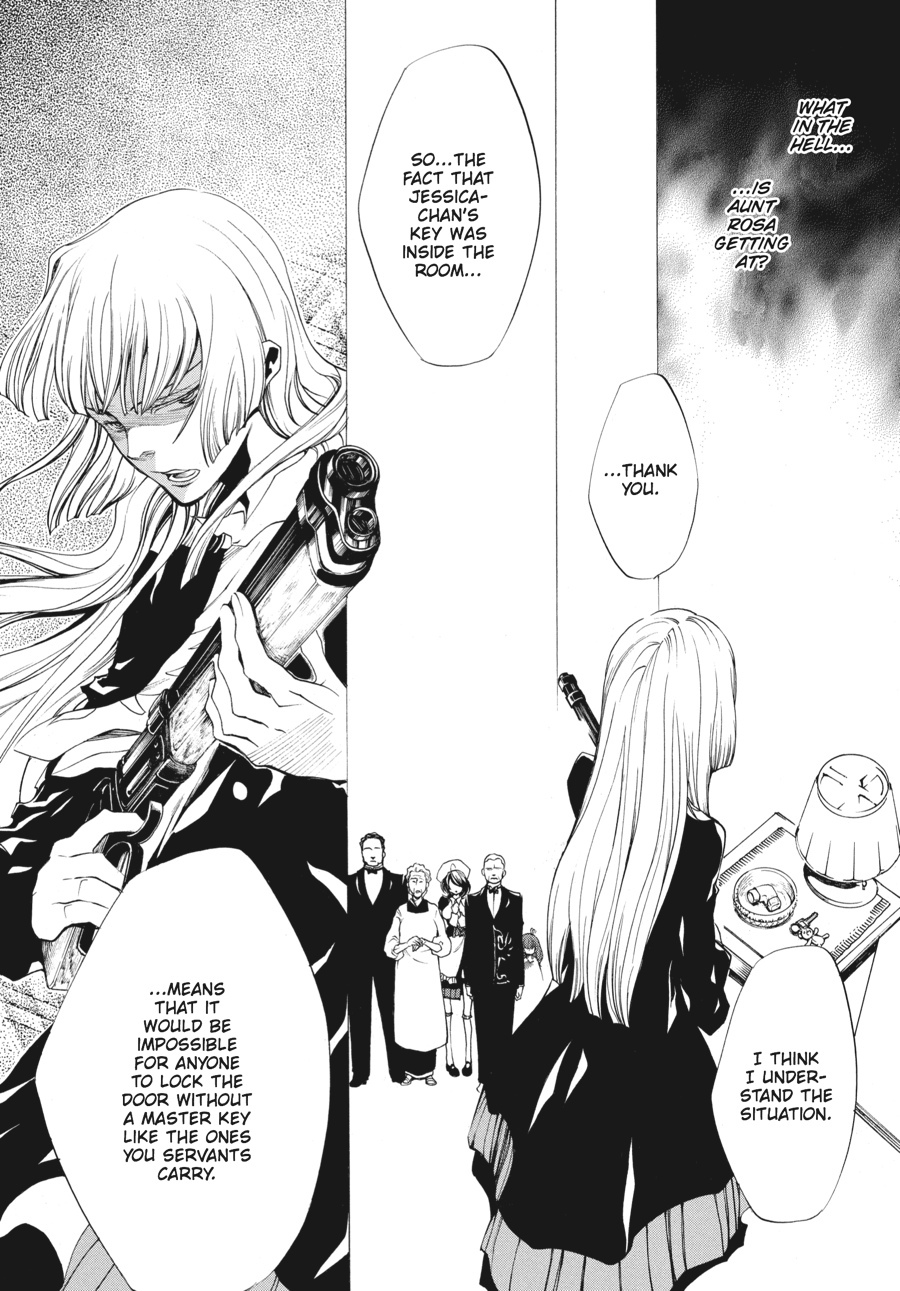 WHAT
IN THE
HELL...
...IS
AUNT
ROSA
GETTING
AT?
...THANK
YOU.
I THINK
I UNDER-
STAND THE
SITUATION.
SO...THE
FACT THAT
JESSICA-
CHAN'S
KEY WAS
INSIDE THE
ROOM...
...MEANS
THAT IT
WOULD BE
IMPOSSIBLE
FOR ANYONE
TO LOCK THE
DOOR WITHOUT
A MASTER KEY
LIKE THE ONES
YOU SERVANTS
CARRY.